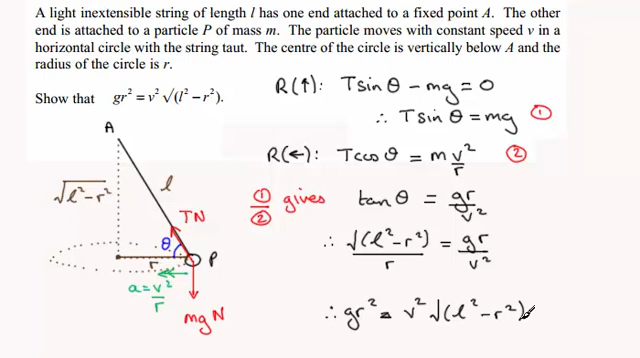 A light inextensible string of length l has one end attached to a fixed point A. The other
end is attached to a particle P of mass m. The particle moves with constant speed v in a
horizontal circle with the string taut. The centre of the circle is vertically below A and the
radius of the circle is r.
Show that gr² = v² √(l² – r²).
R(↑): Tsinθ – mg = 0
∴ Tsinθ = mg ①
R(←): Tcosθ = m v²/r ②
①/② gives tanθ = gr/v²
∴ √(l²-r²)/r = gr/v²
∴ gr² = v² √(l²-r²)
A
√l²-r²
l
TN
θ
r
P
a = v²/r
mg N